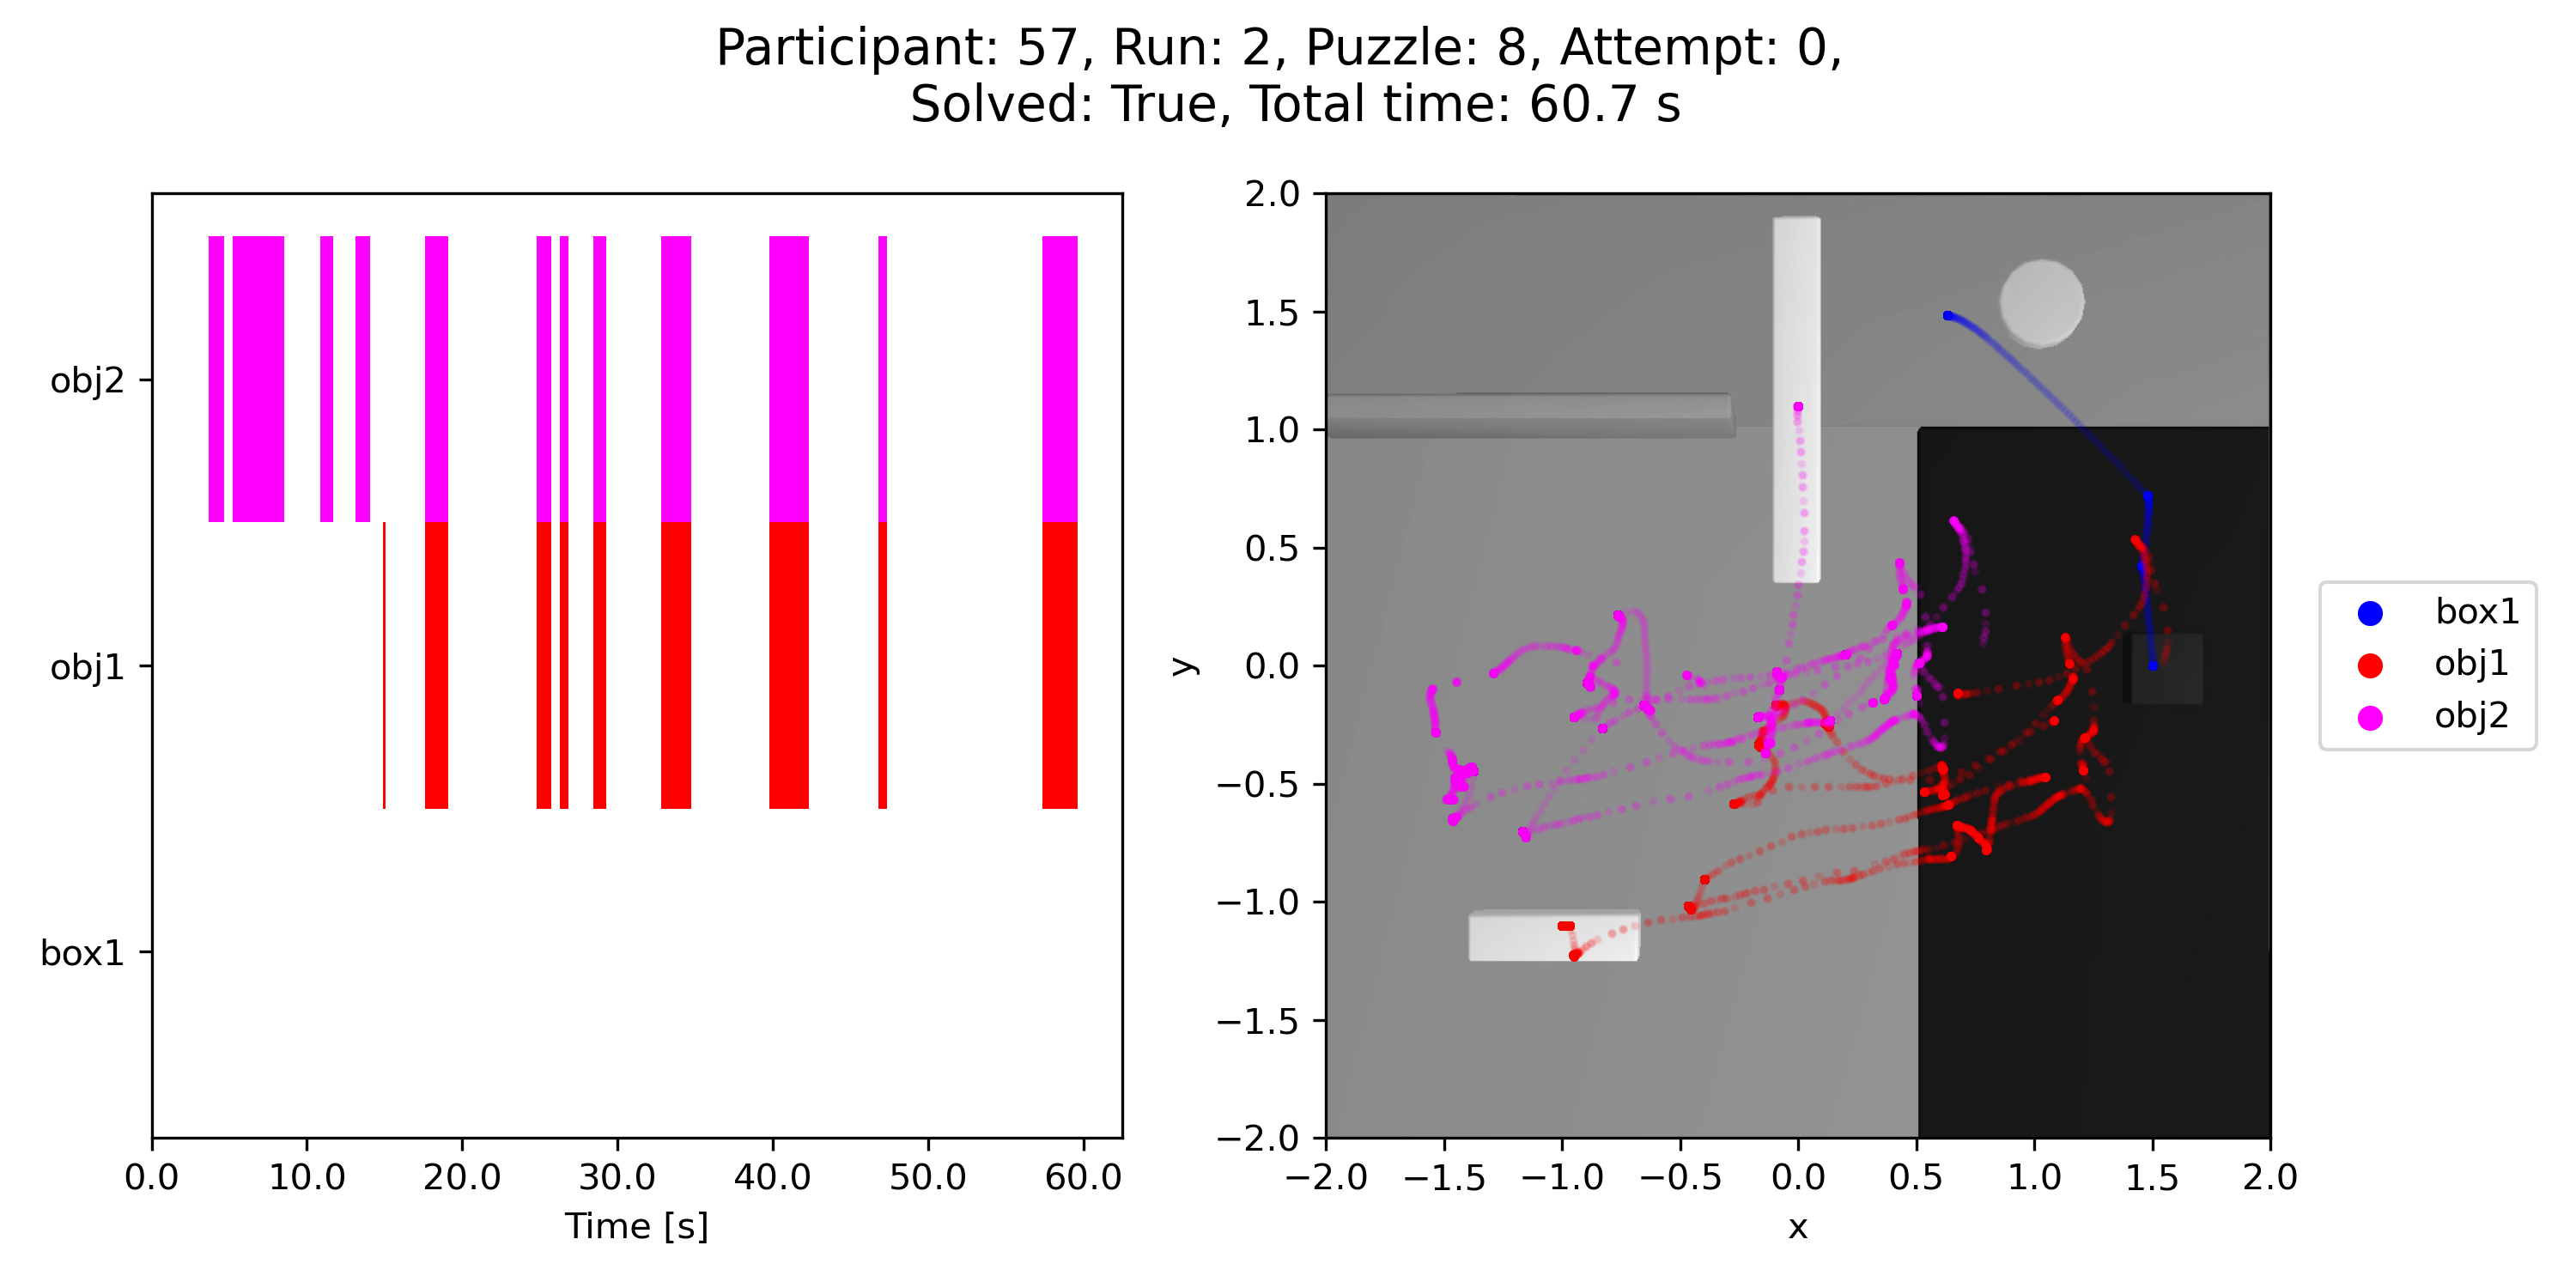 Participant: 57, Run: 2, Puzzle: 8, Attempt: 0,
Solved: True, Total time: 60.7 s
obj2
obj1
box1
0.0 10.0 20.0 30.0 40.0 50.0 60.0
Time [s]
2.0
1.5
1.0
0.5
0.0
−0.5
−1.0
−1.5
−2.0
y
−2.0 −1.5 −1.0 −0.5 0.0 0.5 1.0 1.5 2.0
x
box1
obj1
obj2